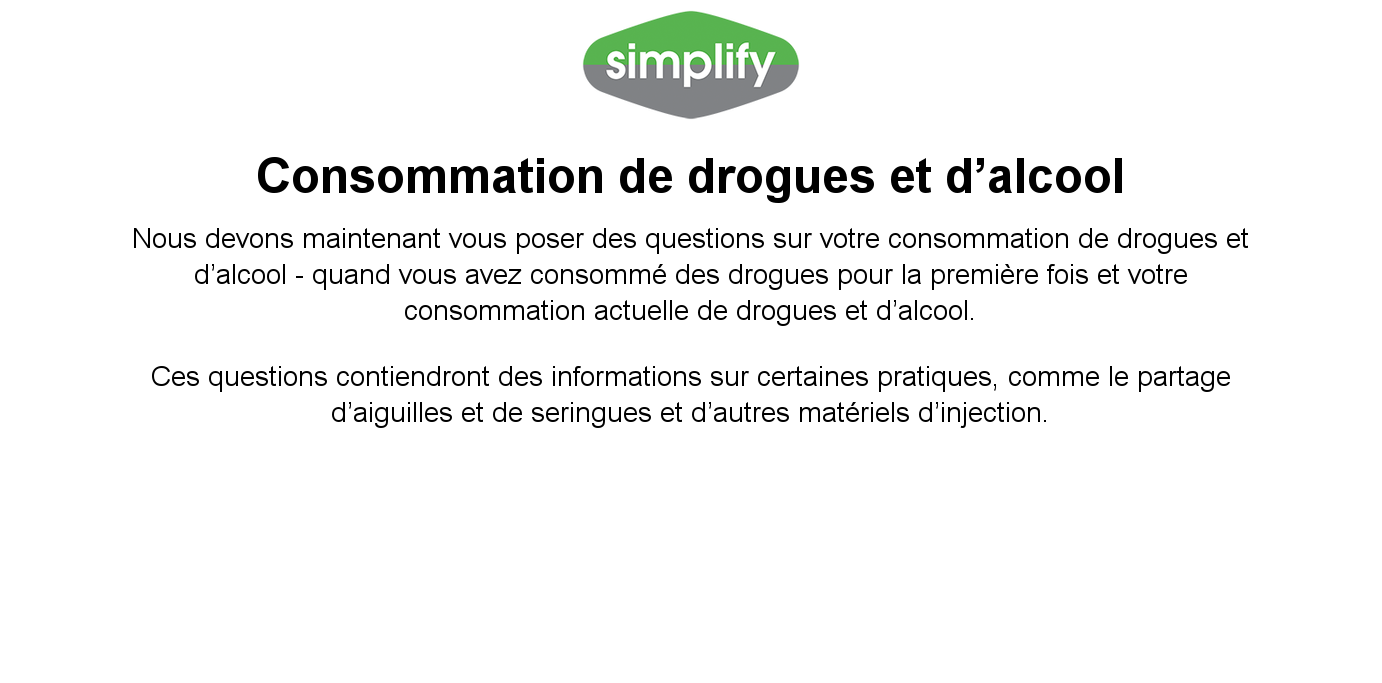 simplify
Consommation de drogues et d’alcool
Nous devons maintenant vous poser des questions sur votre consommation de drogues et
d’alcool - quand vous avez consommé des drogues pour la première fois et votre
consommation actuelle de drogues et d’alcool.
Ces questions contiendront des informations sur certaines pratiques, comme le partage
d’aiguilles et de seringues et d’autres matériels d’injection.